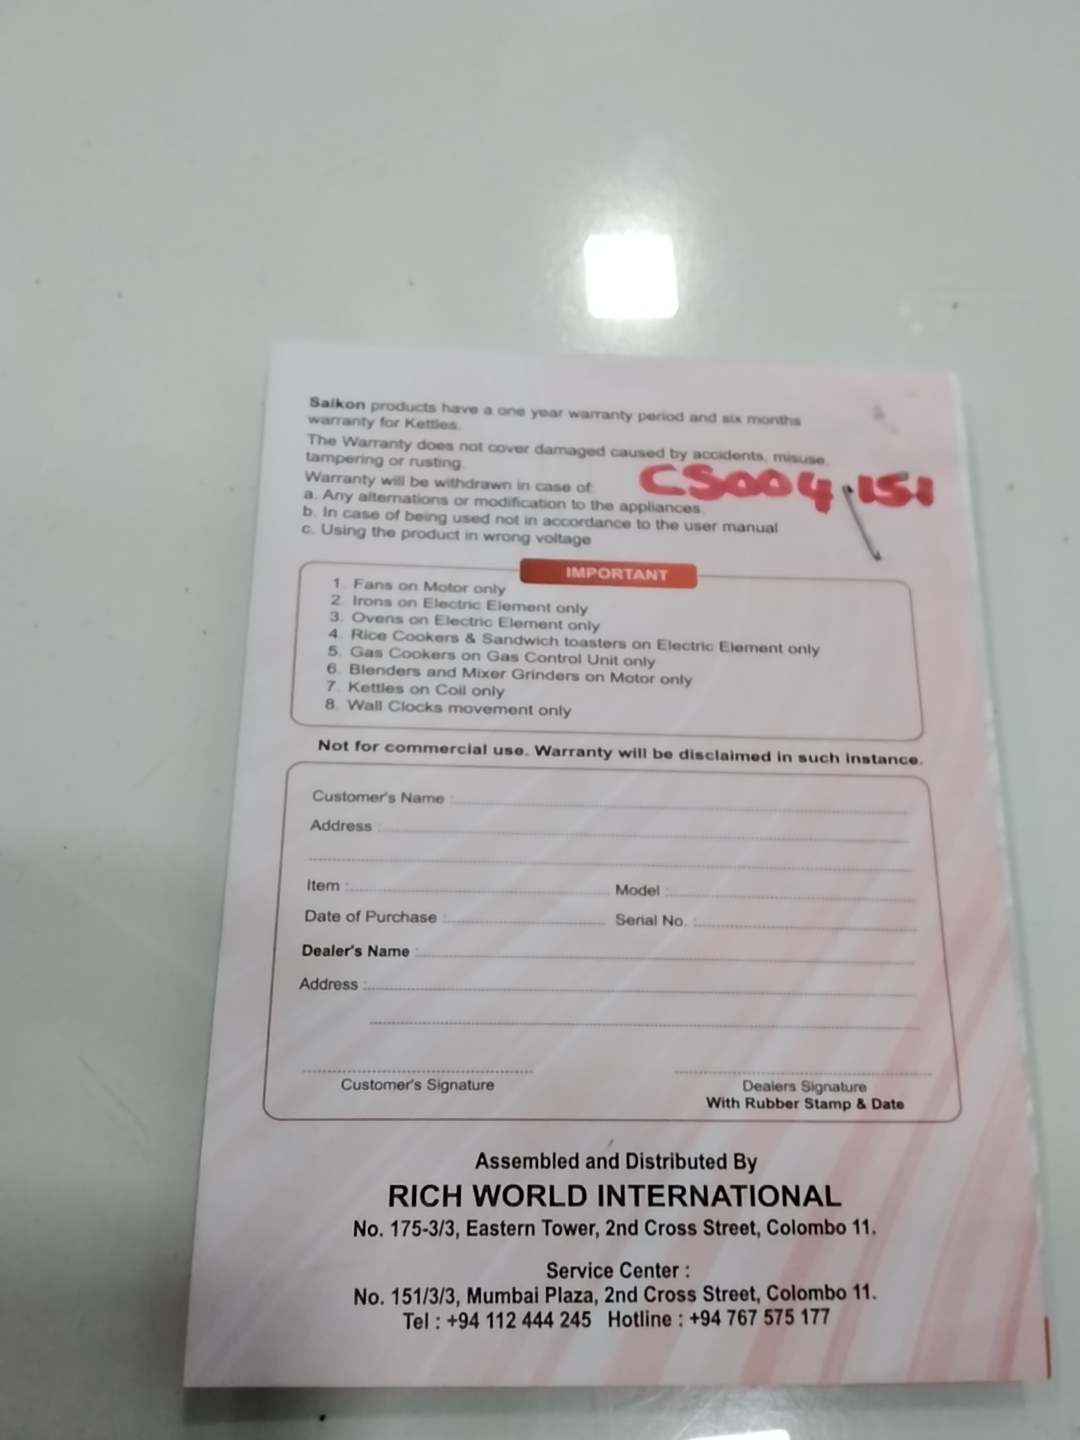 Saikon products have a one year warranty period and six months
warranty for Kettles.
The Warranty does not cover damaged caused by accidents, misuse,
tampering or rusting.
Warranty will be withdrawn in case of:
CS004,151
a. Any alternations or modification to the appliances.
b. In case of being used not in accordance to the user manual
c. Using the product in wrong voltage
IMPORTANT
1. Fans on Motor only
2. Irons on Electric Element only
3. Ovens on Electric Element only
4. Rice Cookers & Sandwich toasters on Electric Element only
5. Gas Cookers on Gas Control Unit only
6. Blenders and Mixer Grinders on Motor only
7. Kettles on Coil only
8. Wall Clocks movement only
Not for commercial use. Warranty will be disclaimed in such instance.
Customer's Name :
Address :
Item : Model :
Date of Purchase : Serial No. :
Dealer's Name :
Address :
Customer's Signature Dealers Signature
With Rubber Stamp & Date
Assembled and Distributed By
RICH WORLD INTERNATIONAL
No. 175-3/3, Eastern Tower, 2nd Cross Street, Colombo 11.
Service Center :
No. 151/3/3, Mumbai Plaza, 2nd Cross Street, Colombo 11.
Tel : +94 112 444 245 Hotline : +94 767 575 177